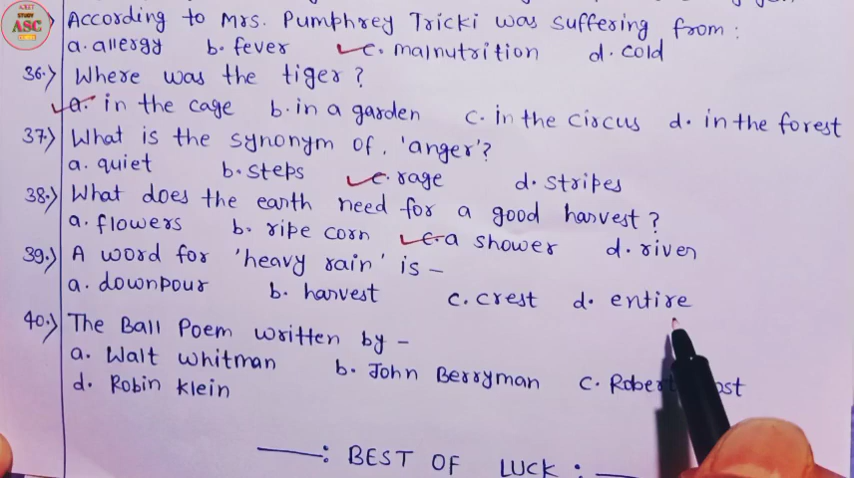 STUDY
ASC
According to Mrs. Pumphrey Tricki was suffering from :
a. allergy b. fever c. malnutrition d. cold
36.) Where was the tiger ?
a. in the cage b. in a garden c. in the circus d. in the forest
37.) What is the synonym of. 'anger'?
a. quiet b. steps c. rage d. stripes
38.) What does the earth need for a good harvest ?
a. flowers b. ripe corn c. a shower d. river
39.) A word for 'heavy rain' is –
a. downpour b. harvest c. crest d. entire
40.) The Ball Poem written by –
a. Walt whitman b. John Berryman c. Robert
d. Robin klein
——: BEST OF LUCK : —